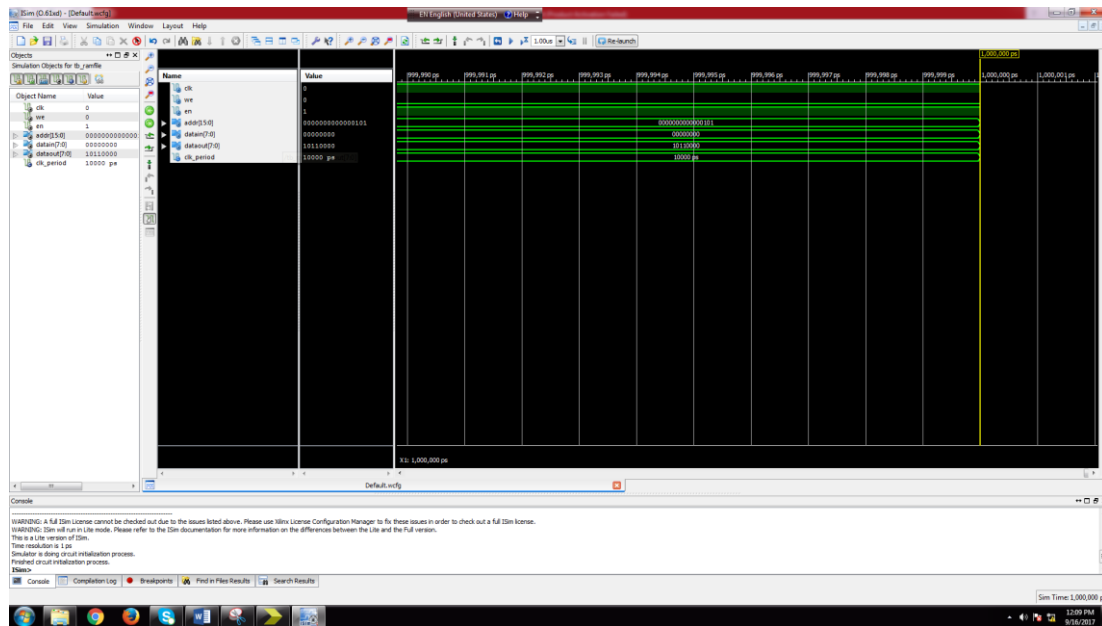 ISim (O.61xd) - [Default.wcfg]
EN English (United States) Help
File Edit View Simulation Window Layout Help
1.00us Re-launch
Objects
Simulation Objects for tb_ramfile
Object Name Value
clk 0
we 0
en 1
addr[15:0] 0000000000000
datain[7:0] 00000000
dataout[7:0] 10110000
clk_period 10000 ps
Name Value
clk 0
we 0
en 1
addr[15:0] 0000000000000101
datain[7:0] 00000000
dataout[7:0] 10110000
clk_period 10000 ps
1,000,000 ps
999,990 ps 999,991 ps 999,992 ps 999,993 ps 999,994 ps 999,995 ps 999,996 ps 999,997 ps 999,998 ps 999,999 ps 1,000,000 ps 1,000,001 ps
0000000000000101
00000000
10110000
10000 ps
X1: 1,000,000 ps
Default.wcfg
Console
WARNING: A full ISim License cannot be checked out due to the issues listed above. Please use Xilinx License Configuration Manager to fix these issues in order to check out a full ISim license.
WARNING: ISim will run in Lite mode. Please refer to the ISim documentation for more information on the differences between the Lite and the Full version.
This is a Lite version of ISim.
Time resolution is 1 ps
Simulator is doing circuit initialization process.
Finished circuit initialization process.
ISim>
Console Compilation Log Breakpoints Find in Files Results Search Results
Sim Time: 1,000,000 p
12:09 PM
9/16/2017